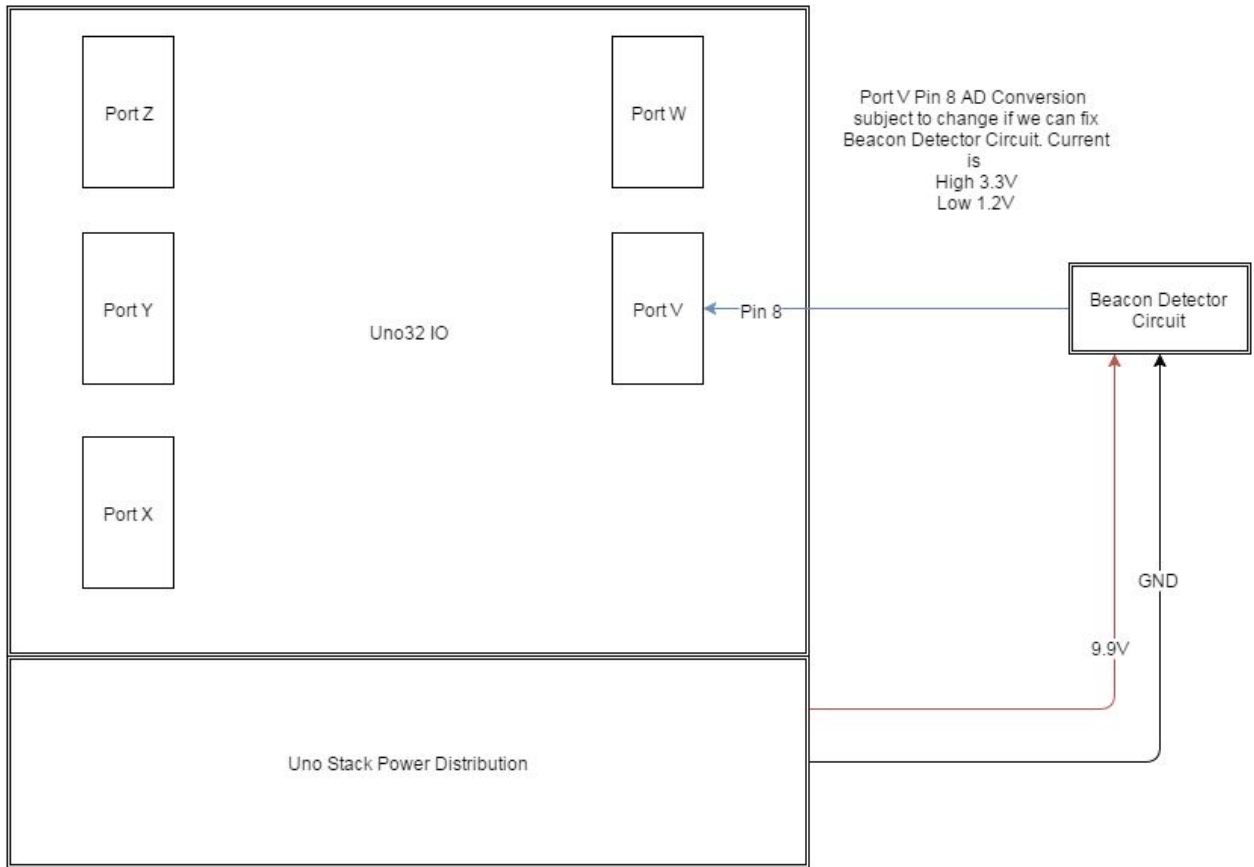 Port Z
Port W
Port V Pin 8 AD Conversion
subject to change if we can fix
Beacon Detector Circuit. Current
is
High 3.3V
Low 1.2V
Port Y
Uno32 IO
Port V
Pin 8
Beacon Detector
Circuit
Port X
GND
9.9V
Uno Stack Power Distribution